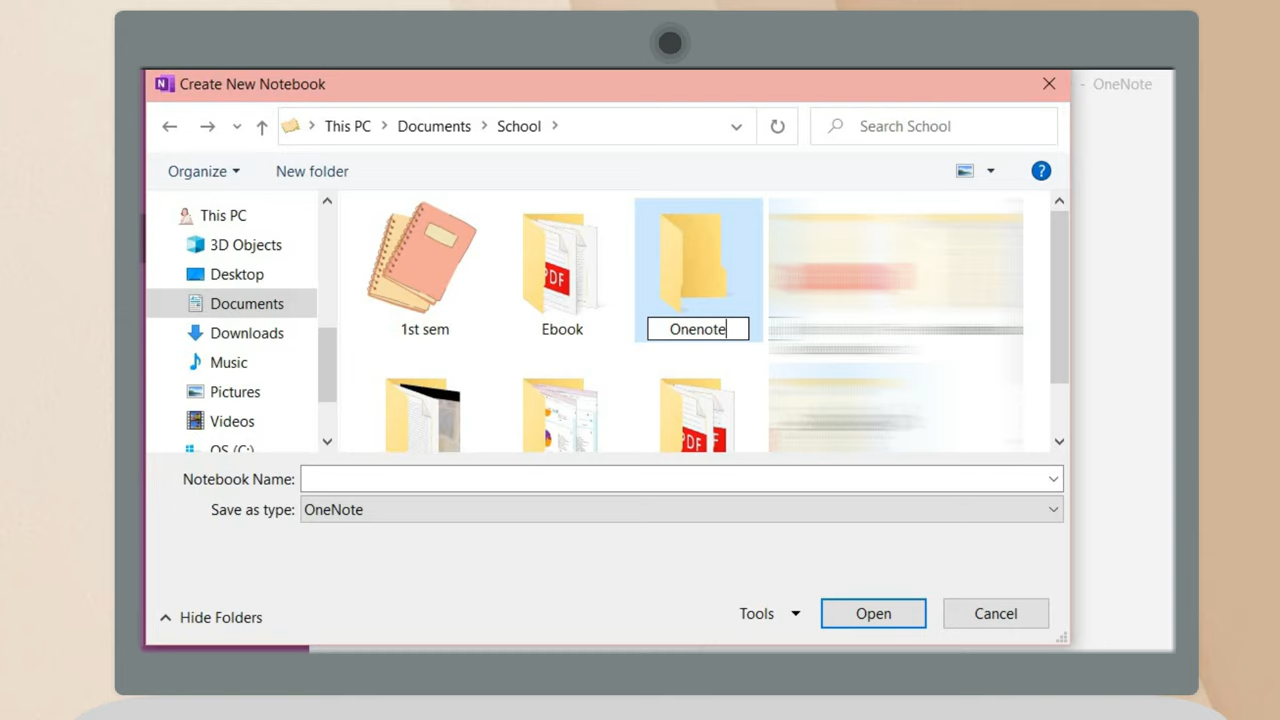 Create New Notebook
- OneNote
This PC > Documents > School >
Search School
Organize
New folder
?
This PC
3D Objects
Desktop
Documents
Downloads
Music
Pictures
Videos
OS (C:)
1st sem
PDF
Ebook
Onenote
PDF
Notebook Name:
Save as type: OneNote
Hide Folders
Tools
Open
Cancel